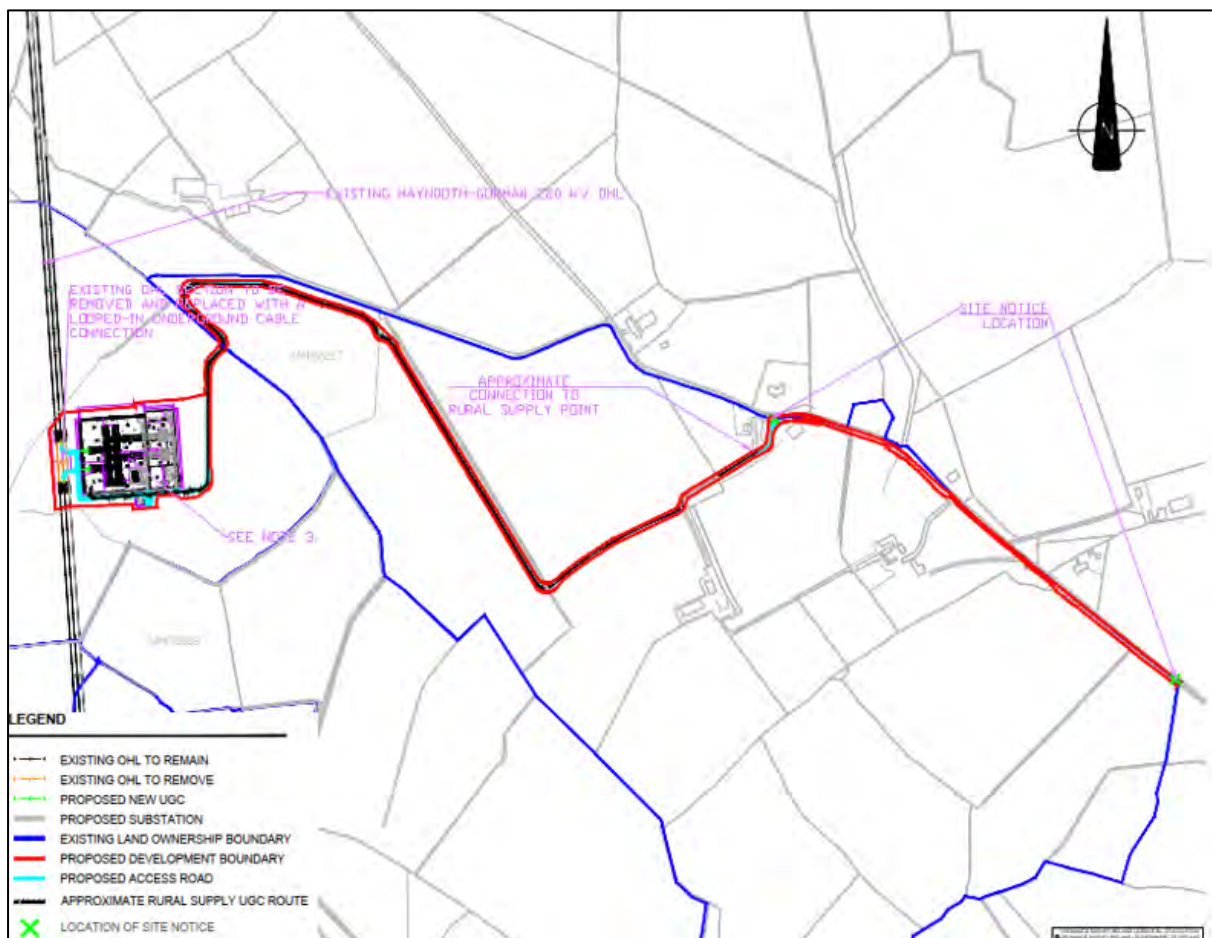 N
EXISTING MAYNOOTH-GORMAN 220 KV OHL
EXISTING OHL SECTION TO BE
REMOVED AND REPLACED WITH A
LOOPED-IN UNDERGROUND CABLE
CONNECTION
SITE NOTICE
LOCATION
APPROXIMATE
CONNECTION TO
RURAL SUPPLY POINT
SEE NOTE 3
LEGEND
EXISTING OHL TO REMAIN
EXISTING OHL TO REMOVE
PROPOSED NEW UGC
PROPOSED SUBSTATION
EXISTING LAND OWNERSHIP BOUNDARY
PROPOSED DEVELOPMENT BOUNDARY
PROPOSED ACCESS ROAD
APPROXIMATE RURAL SUPPLY UGC ROUTE
LOCATION OF SITE NOTICE